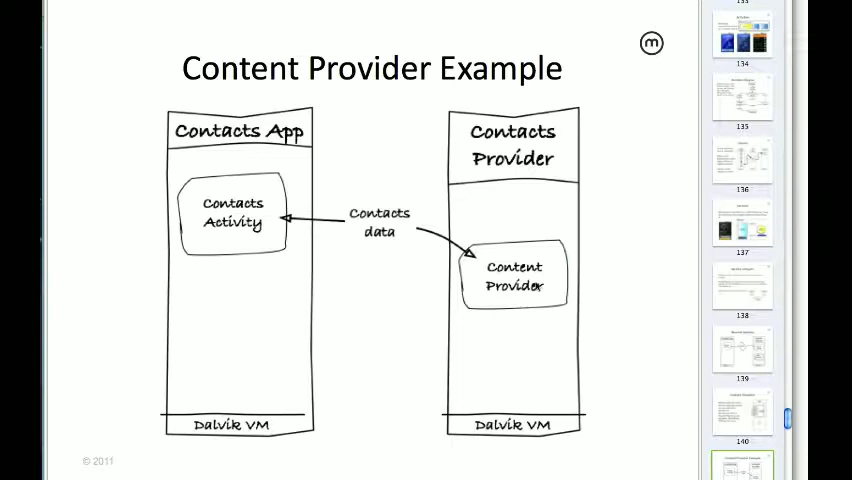 Content Provider Example
m
Contacts App
Contacts
Activity
Contacts
data
Contacts
Provider
Content
Provider
Dalvik VM
Dalvik VM
© 2011
134
135
136
137
138
139
140